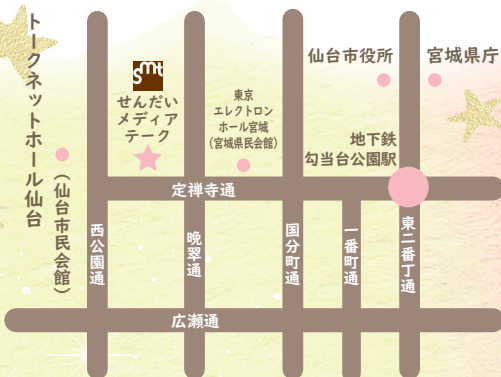 トークネットホール仙台
（仙台市民会館）
smt
せんだい
メディア
テーク
東京
エレクトロン
ホール宮城
（宮城県民会館）
仙台市役所
宮城県庁
地下鉄
勾当台公園駅
定禅寺通
西公園通
晩翠通
国分町通
一番町通
東二番丁通
広瀬通